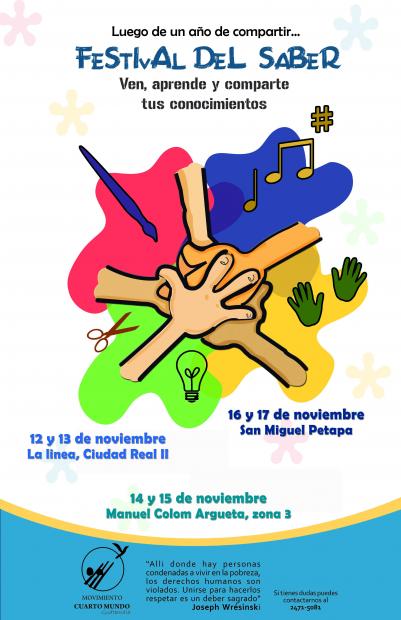 Luego de un año de compartir...
FESTIVAL DEL SABER
Ven, aprende y comparte
tus conocimientos
16 y 17 de noviembre
San Miguel Petapa
12 y 13 de noviembre
La linea, Ciudad Real II
14 y 15 de noviembre
Manuel Colom Argueta, zona 3
MOVIMIENTO
CUARTO MUNDO
Guatemala
"Alli donde hay personas
condenadas a vivir en la pobreza,
los derechos humanos son
violados. Unirse para hacerlos
respetar es un deber sagrado"
Joseph Wresinski
Si tienes dudas puedes
contactarnos al
2471-5081